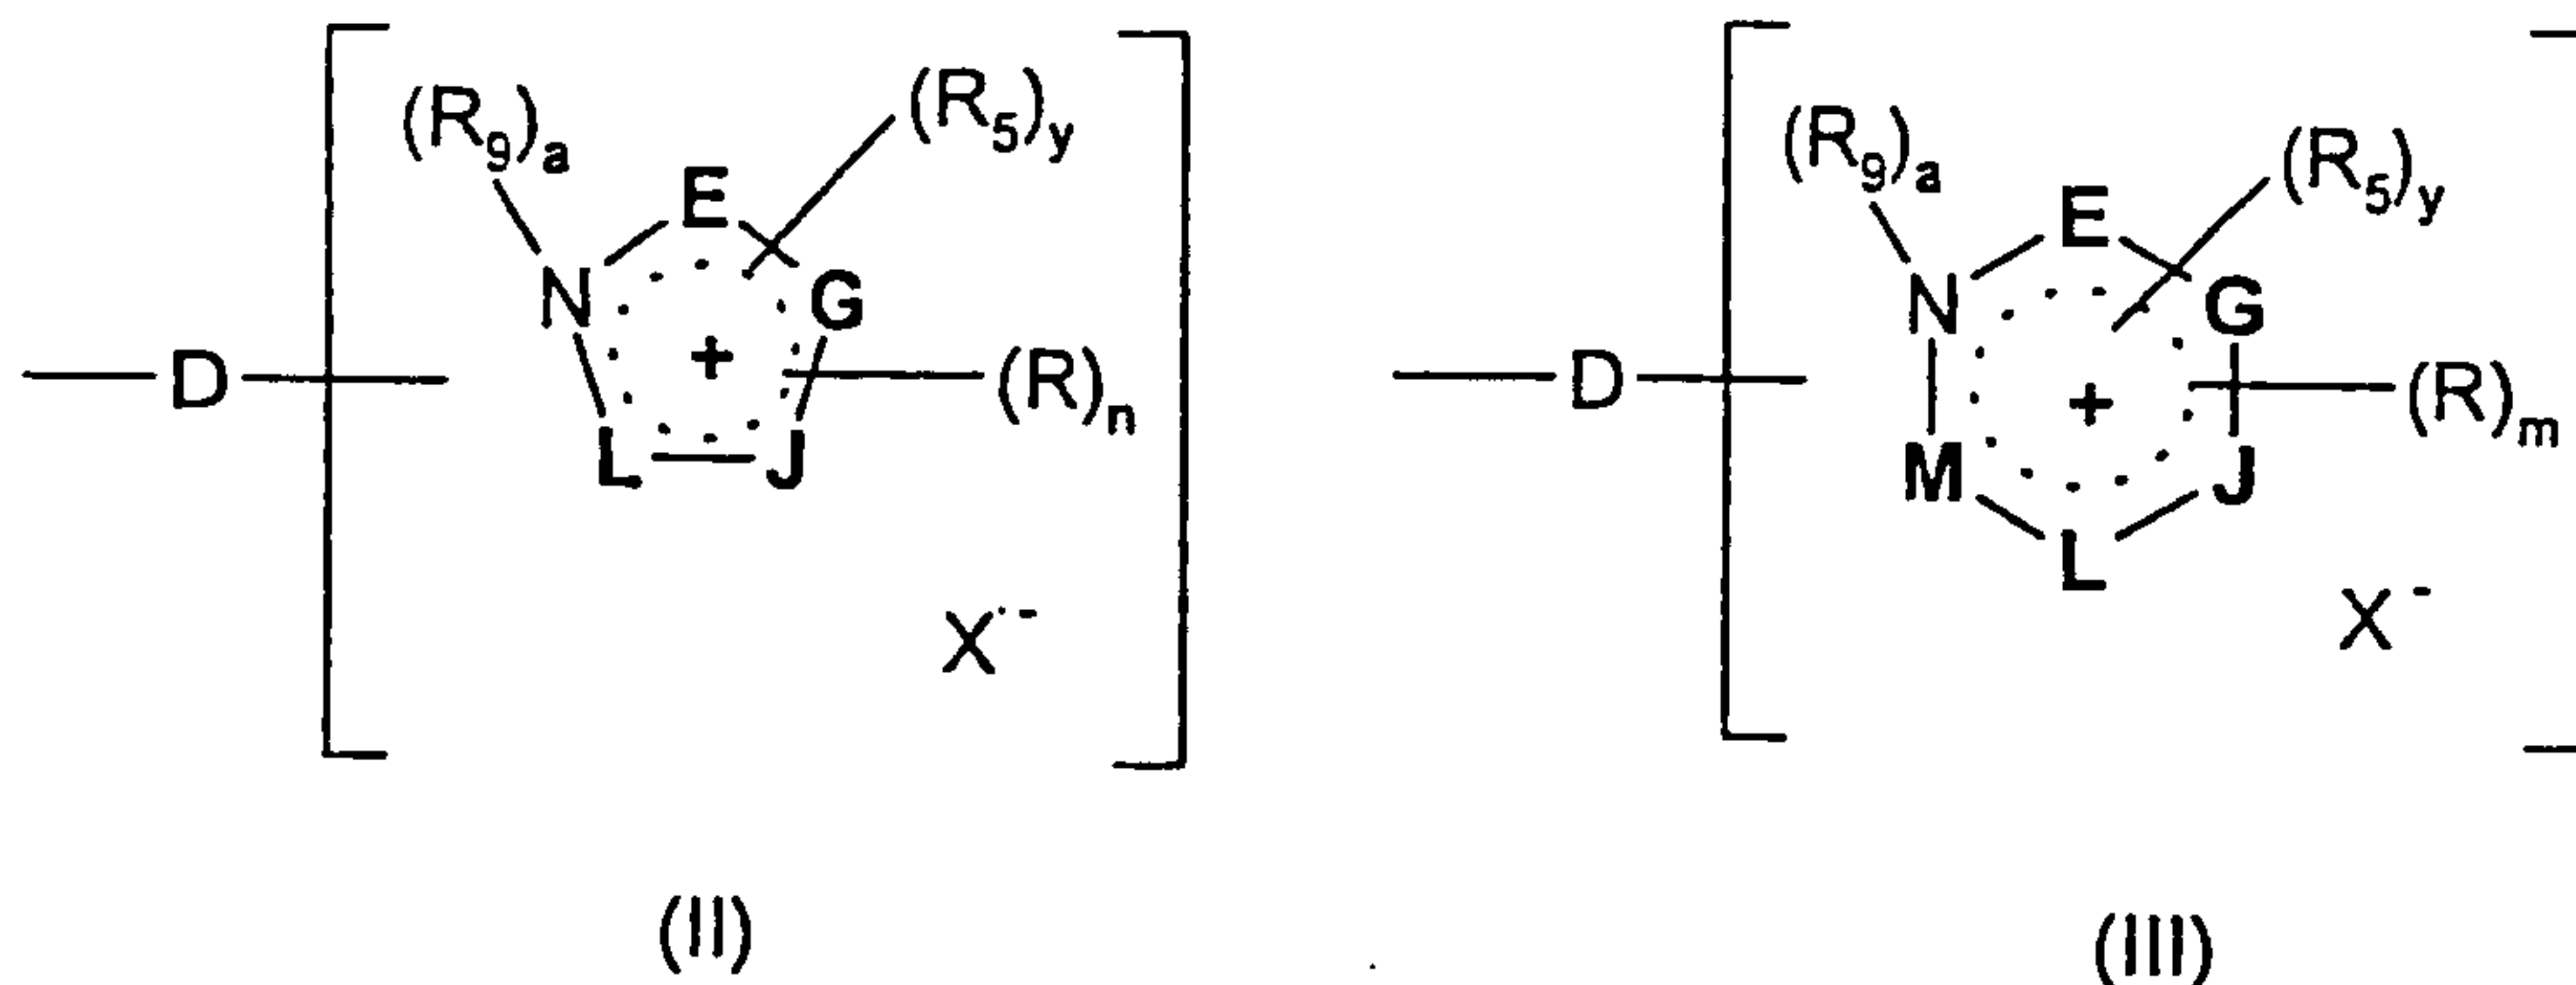 (R9)a (R5)y
E
N G
+
D (R)n
L J
X-
(II)
(R9)a (R5)y
E
N G
D + (R)m
M J
L
X-
(III)